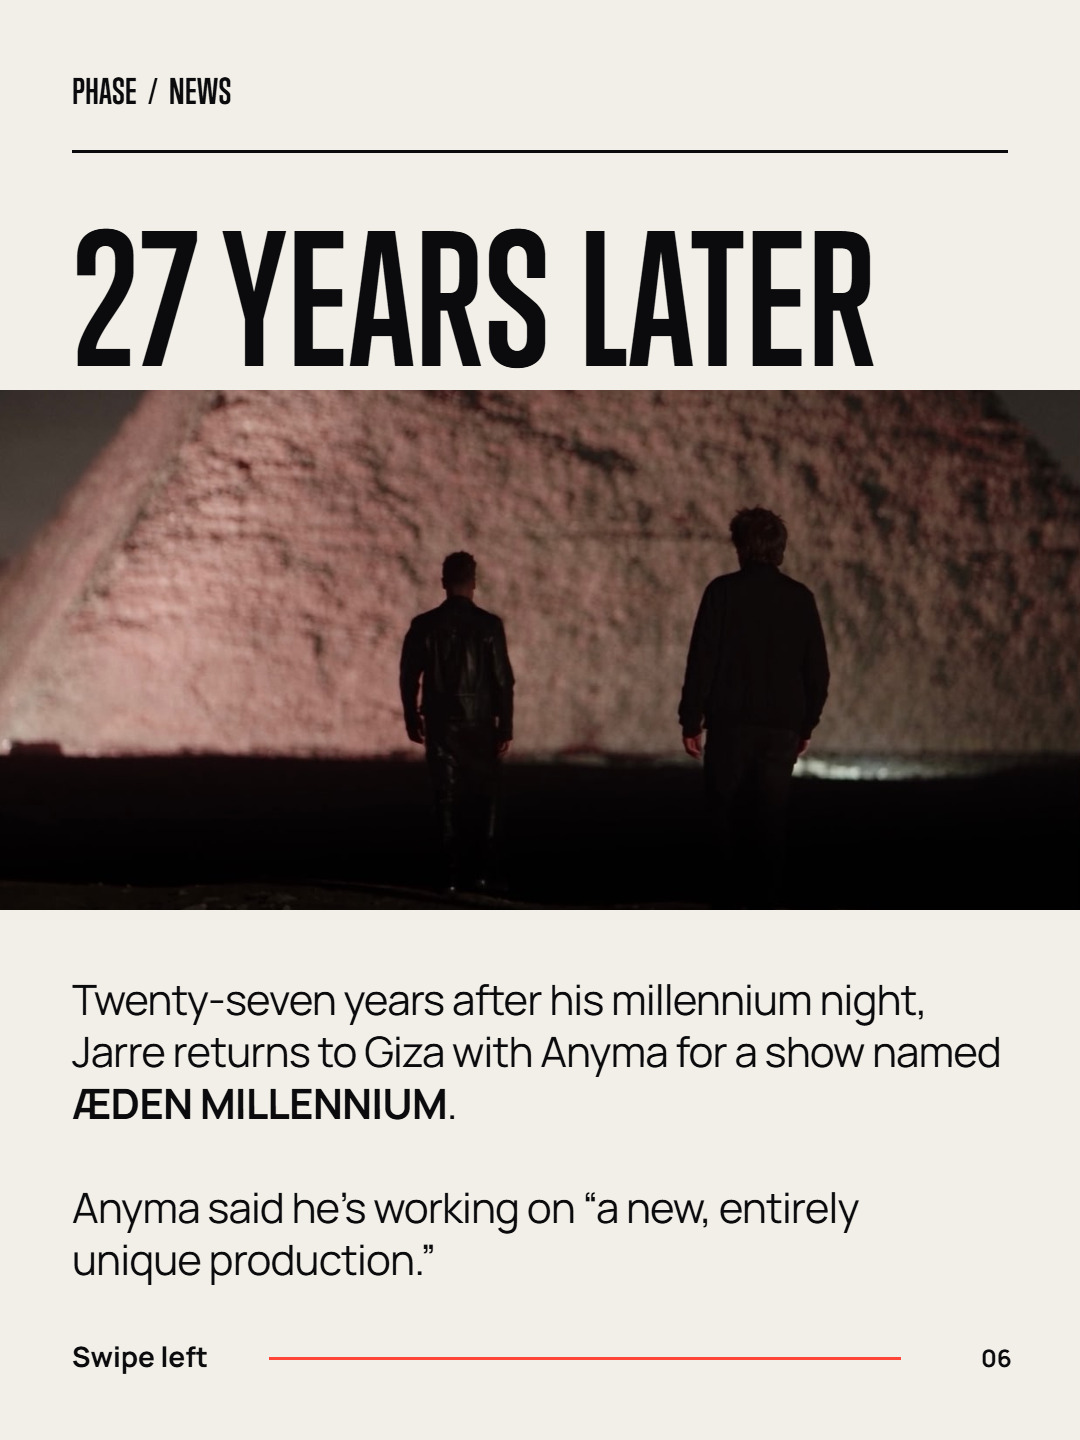 PHASE / NEWS
27 YEARS LATER
Twenty-seven years after his millennium night,
Jarre returns to Giza with Anyma for a show named
ÆDEN MILLENNIUM.
Anyma said he’s working on “a new, entirely
unique production.”
Swipe left
06